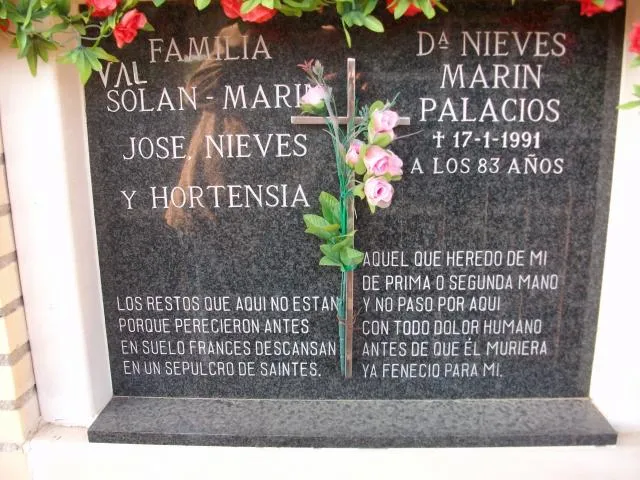 FAMILIA
VAL
SOLAN - MARIN
JOSE, NIEVES
Y HORTENSIA
Dª NIEVES
MARIN
PALACIOS
✝ 17-1-1991
A LOS 83 AÑOS
LOS RESTOS QUE AQUI NO ESTAN
PORQUE PERECIERON ANTES
EN SUELO FRANCES DESCANSAN
EN UN SEPULCRO DE SAINTES.
AQUEL QUE HEREDO DE MI
DE PRIMA O SEGUNDA MANO
Y NO PASO POR AQUI
CON TODO DOLOR HUMANO
ANTES DE QUE ÉL MURIERA
YA FENECIO PARA MI.